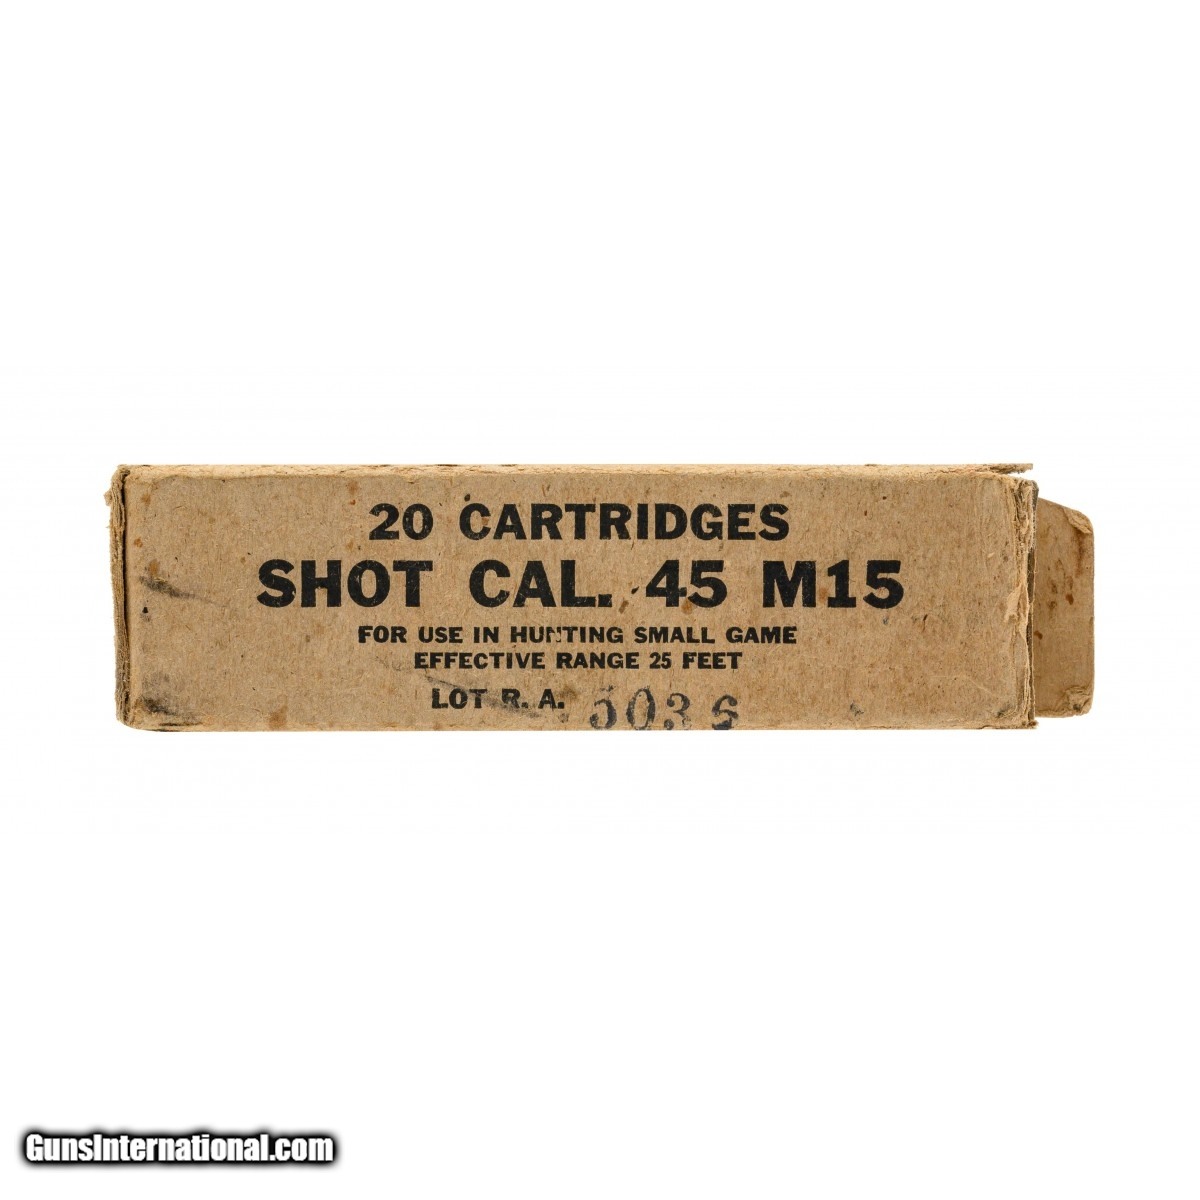 20 CARTRIDGES
SHOT CAL. .45 M15
FOR USE IN HUNTING SMALL GAME
EFFECTIVE RANGE 25 FEET
LOT R. A. 5036
GunsInternational.com